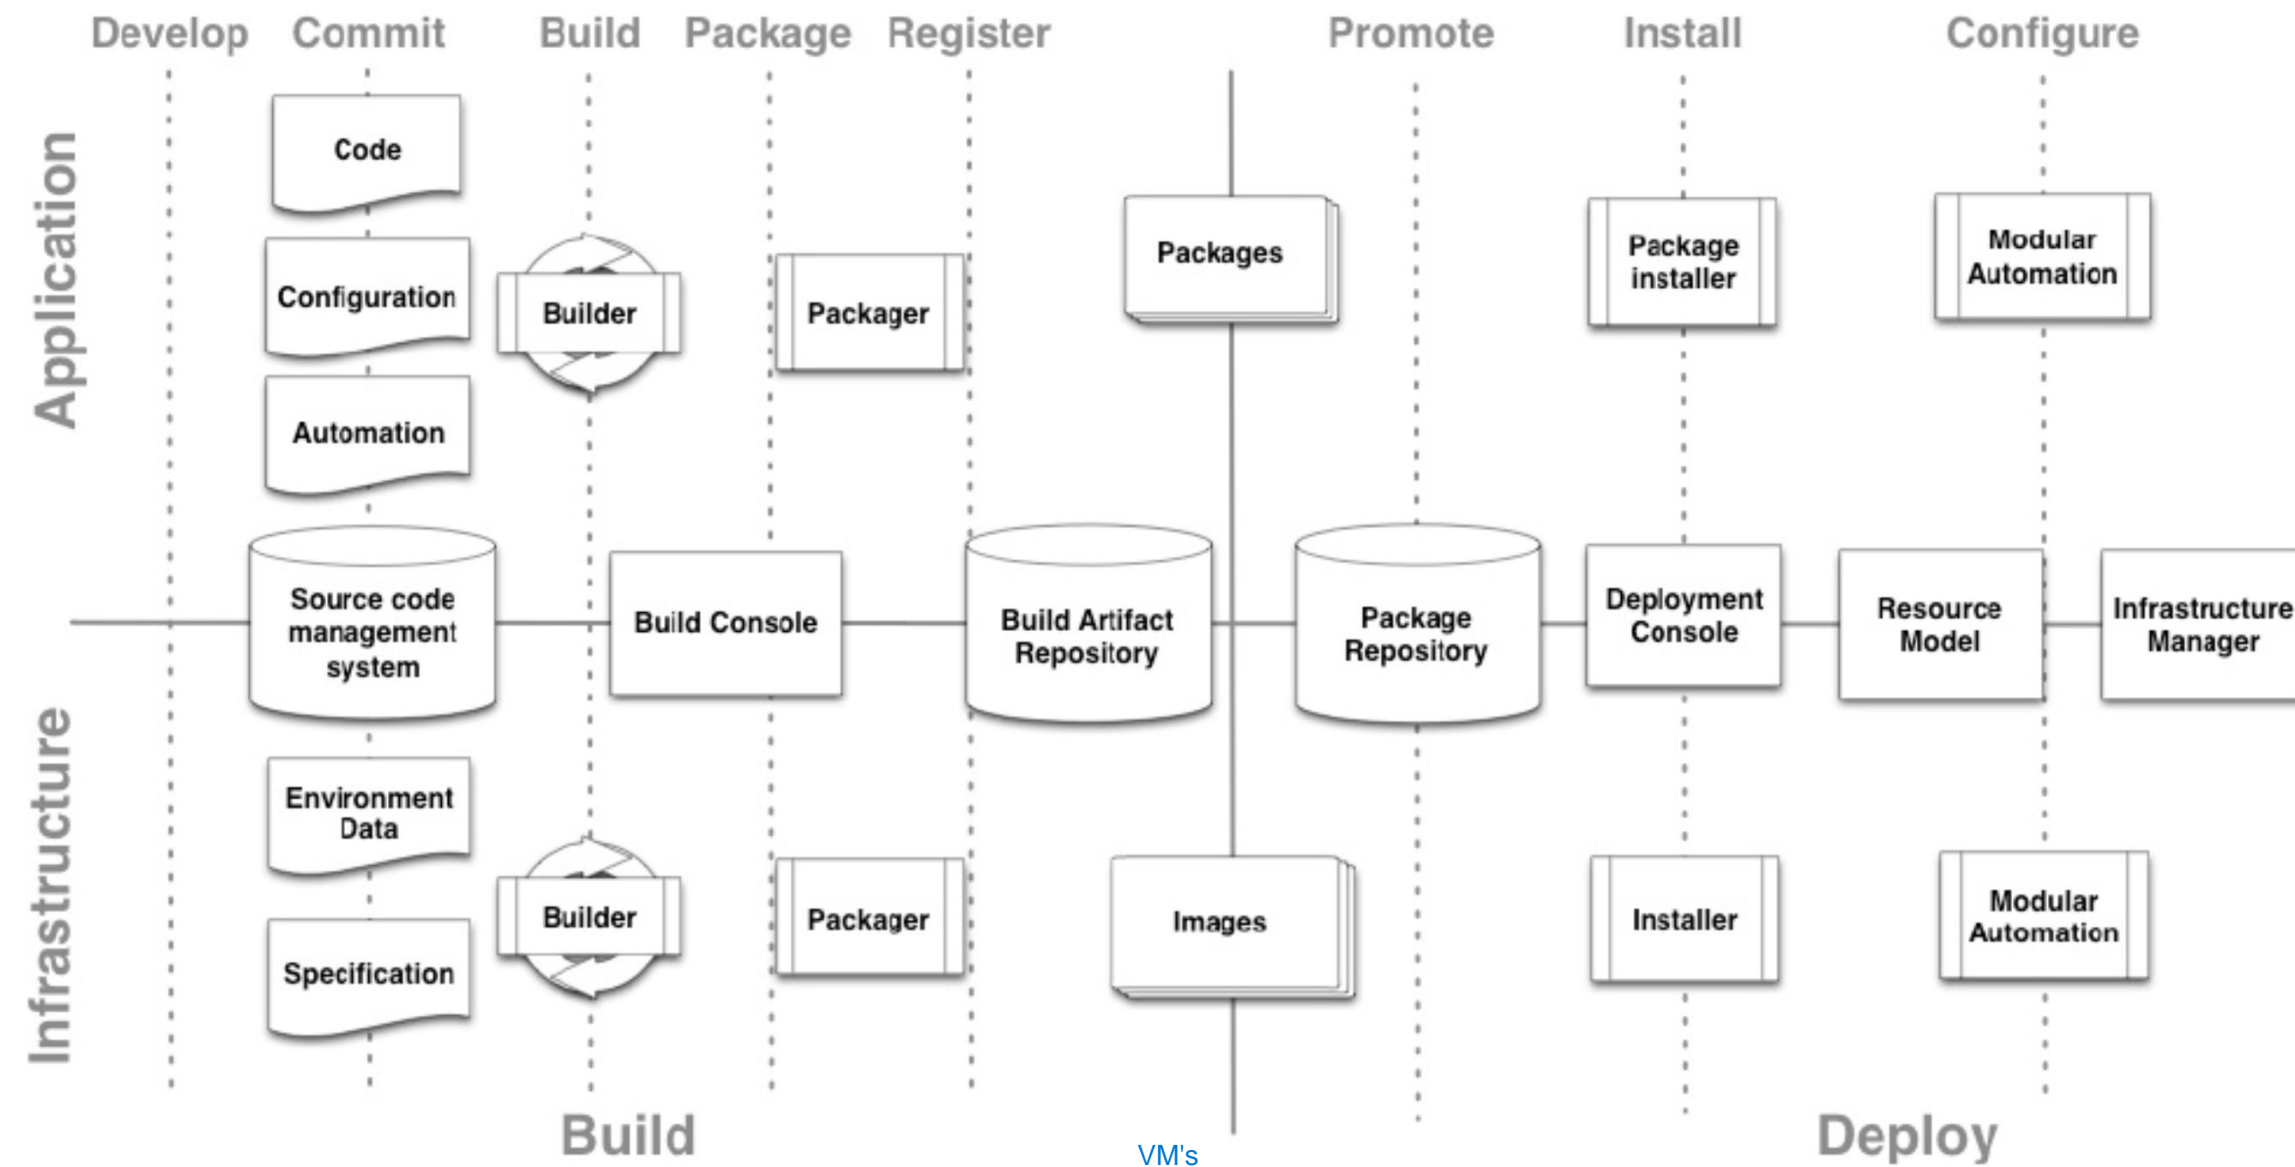 Develop
Commit
Build
Package
Register
Promote
Install
Configure
Application
Code
Configuration
Automation
Builder
Packager
Packages
Package
installer
Modular
Automation
Source code
management
system
Build Console
Build Artifact
Repository
Package
Repository
Deployment
Console
Resource
Model
Infrastructure
Manager
Infrastructure
Environment
Data
Specification
Builder
Packager
Images
Installer
Modular
Automation
Build
VM's
Deploy